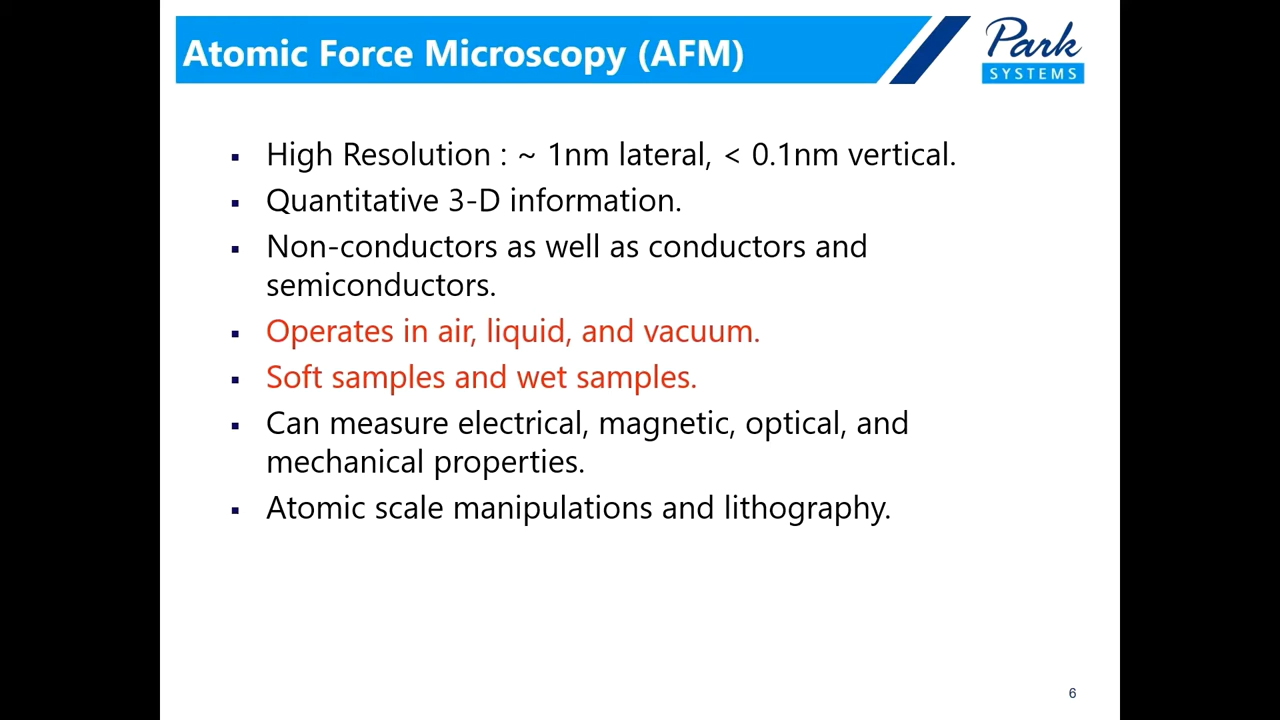 Atomic Force Microscopy (AFM)
Park
SYSTEMS
▪ High Resolution : ~ 1nm lateral, < 0.1nm vertical.
▪ Quantitative 3-D information.
▪ Non-conductors as well as conductors and
semiconductors.
▪ Operates in air, liquid, and vacuum.
▪ Soft samples and wet samples.
▪ Can measure electrical, magnetic, optical, and
mechanical properties.
▪ Atomic scale manipulations and lithography.
6